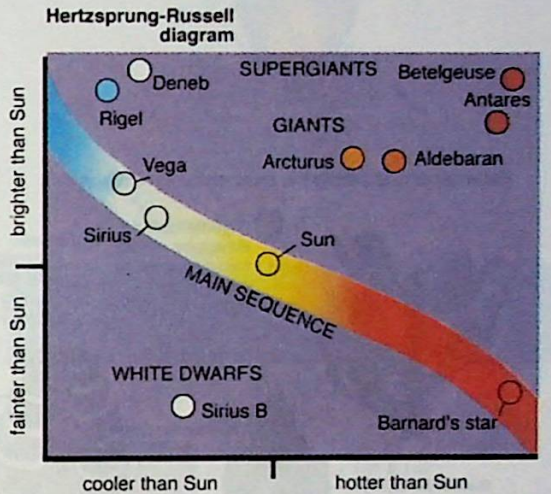 Hertzsprung-Russell
diagram
SUPERGIANTS
Deneb
Betelgeuse
Rigel
Antares
GIANTS
Arcturus
Aldebaran
Vega
Sirius
Sun
MAIN SEQUENCE
WHITE DWARFS
Sirius B
Barnard's star
brighter than Sun
fainter than Sun
cooler than Sun
hotter than Sun